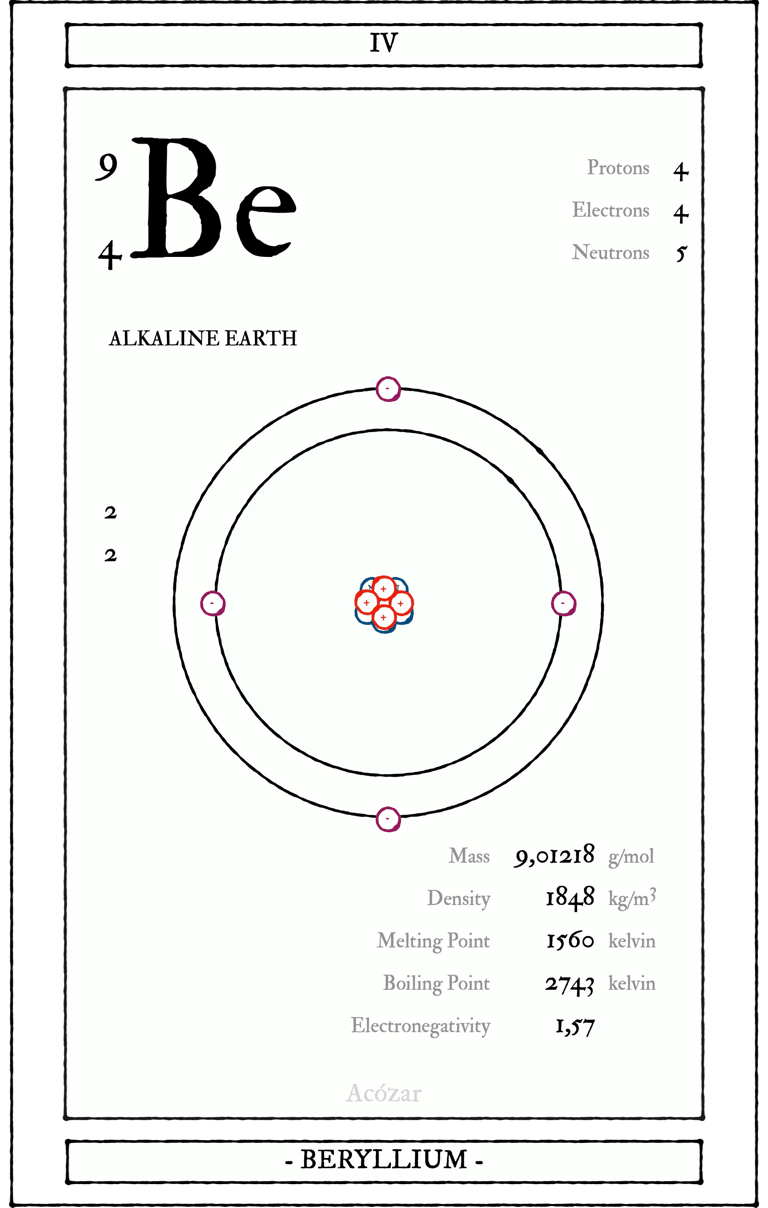 IV
9
4
Be
Protons 4
Electrons 4
Neutrons 5
ALKALINE EARTH
2
2
-
-
-
-
+
+
+
+
Mass 9,01218 g/mol
Density 1848 kg/m³
Melting Point 1560 kelvin
Boiling Point 2743 kelvin
Electronegativity 1,57
Acózar
- BERYLLIUM -